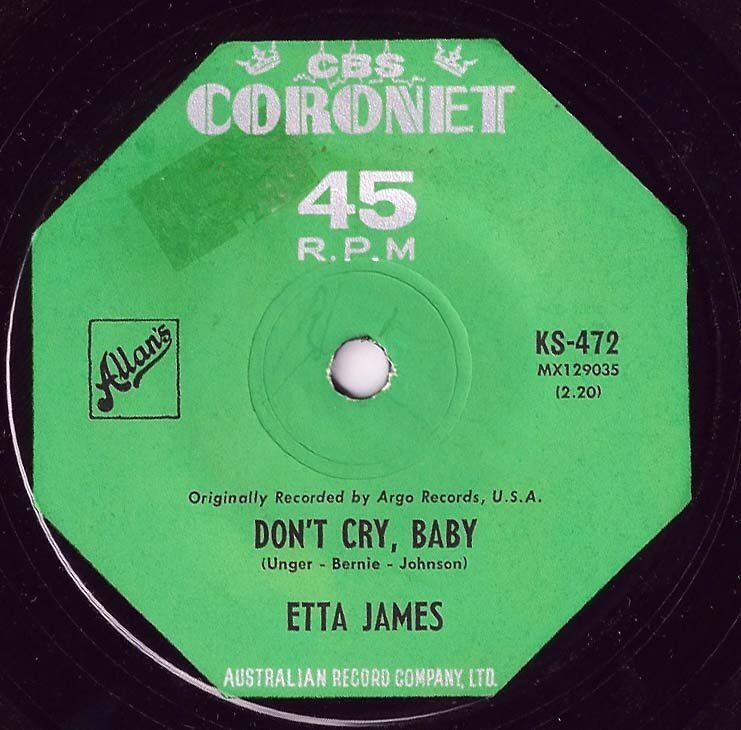 CBS
CORONET
45
R.P.M
Allan's
KS-472
MX129035
(2.20)
Originally Recorded by Argo Records, U.S.A.
DON'T CRY, BABY
(Unger - Bernie - Johnson)
ETTA JAMES
AUSTRALIAN RECORD COMPANY, LTD.